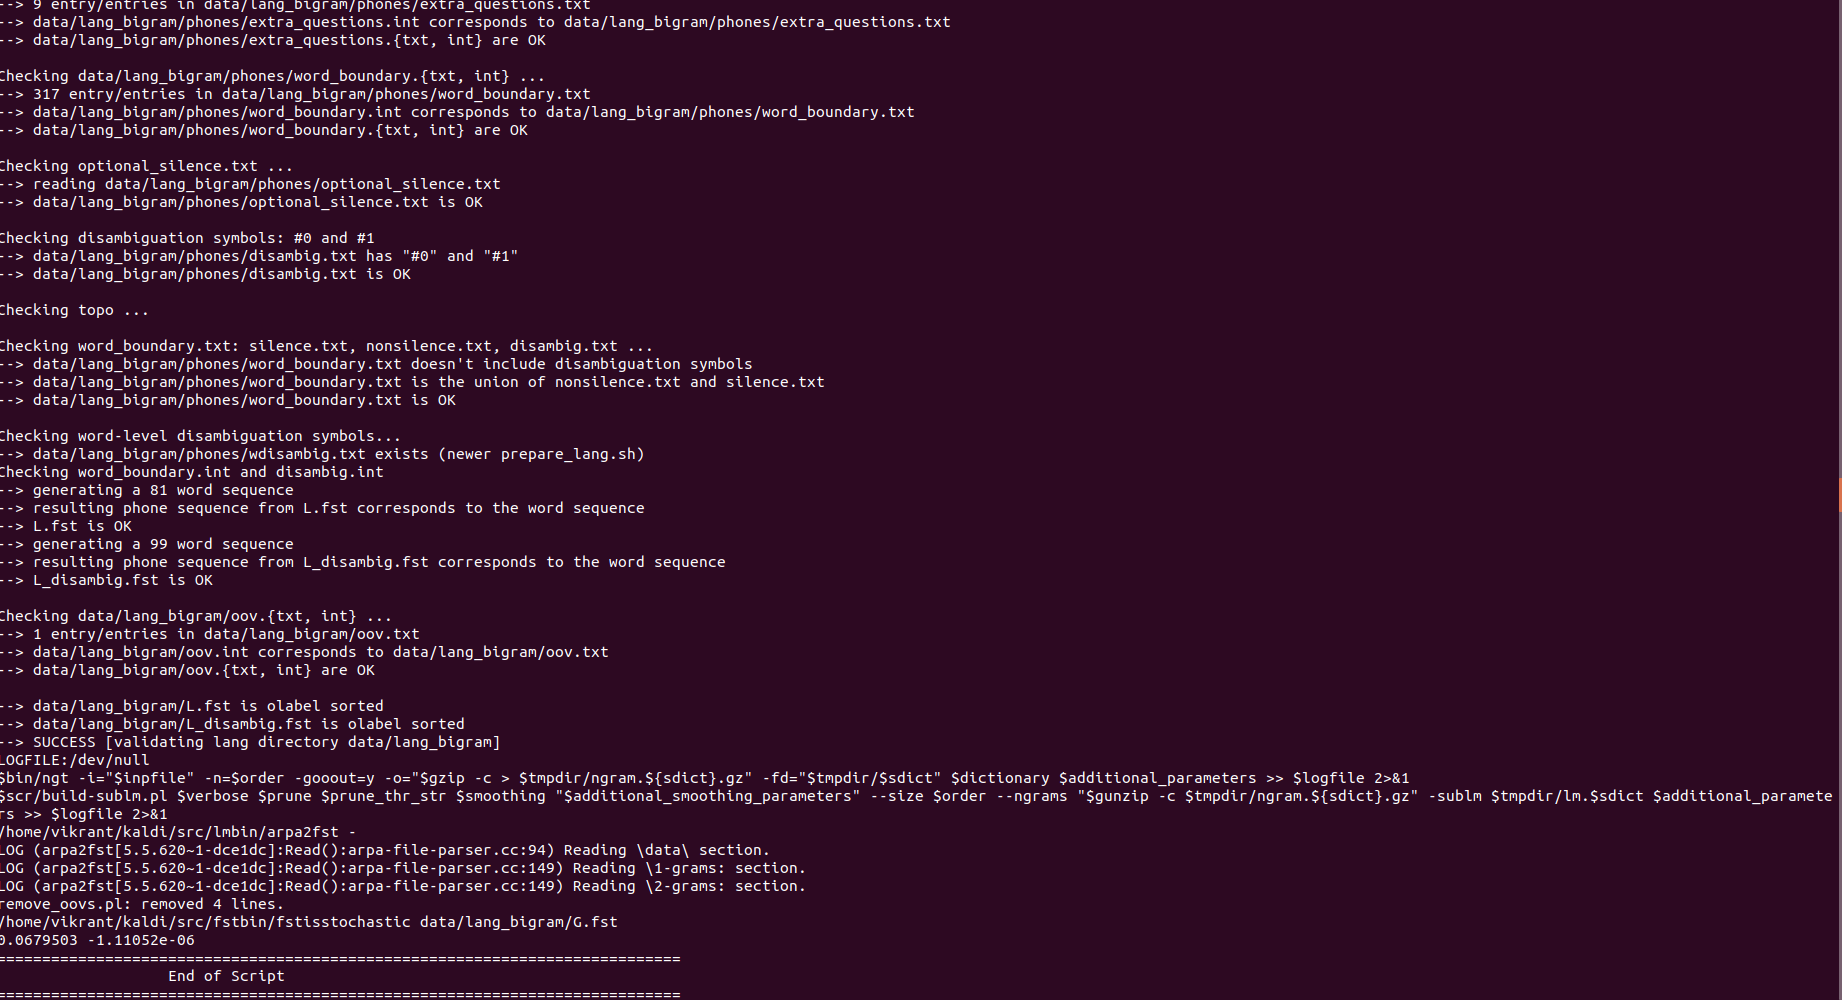 --> 9 entry/entries in data/lang_bigram/phones/extra_questions.txt
--> data/lang_bigram/phones/extra_questions.int corresponds to data/lang_bigram/phones/extra_questions.txt
--> data/lang_bigram/phones/extra_questions.{txt, int} are OK
Checking data/lang_bigram/phones/word_boundary.{txt, int} ...
--> 317 entry/entries in data/lang_bigram/phones/word_boundary.txt
--> data/lang_bigram/phones/word_boundary.int corresponds to data/lang_bigram/phones/word_boundary.txt
--> data/lang_bigram/phones/word_boundary.{txt, int} are OK
Checking optional_silence.txt ...
--> reading data/lang_bigram/phones/optional_silence.txt
--> data/lang_bigram/phones/optional_silence.txt is OK
Checking disambiguation symbols: #0 and #1
--> data/lang_bigram/phones/disambig.txt has "#0" and "#1"
--> data/lang_bigram/phones/disambig.txt is OK
Checking topo ...
Checking word_boundary.txt: silence.txt, nonsilence.txt, disambig.txt ...
--> data/lang_bigram/phones/word_boundary.txt doesn't include disambiguation symbols
--> data/lang_bigram/phones/word_boundary.txt is the union of nonsilence.txt and silence.txt
--> data/lang_bigram/phones/word_boundary.txt is OK
Checking word-level disambiguation symbols...
--> data/lang_bigram/phones/wdisambig.txt exists (newer prepare_lang.sh)
Checking word_boundary.int and disambig.int
--> generating a 81 word sequence
--> resulting phone sequence from L.fst corresponds to the word sequence
--> L.fst is OK
--> generating a 99 word sequence
--> resulting phone sequence from L_disambig.fst corresponds to the word sequence
--> L_disambig.fst is OK
Checking data/lang_bigram/oov.{txt, int} ...
--> 1 entry/entries in data/lang_bigram/oov.txt
--> data/lang_bigram/oov.int corresponds to data/lang_bigram/oov.txt
--> data/lang_bigram/oov.{txt, int} are OK
--> data/lang_bigram/L.fst is olabel sorted
--> data/lang_bigram/L_disambig.fst is olabel sorted
--> SUCCESS [validating lang directory data/lang_bigram]
LOGFILE:/dev/null
$bin/ngt -i="$inpfile" -n=$order -gooout=y -o="$gzip -c > $tmpdir/ngram.${sdict}.gz" -fd="$tmpdir/$sdict" $dictionary $additional_parameters >> $logfile 2>&1
$scr/build-sublm.pl $verbose $prune $prune_thr_str $smoothing "$additional_smoothing_parameters" --size $order --ngrams "$gunzip -c $tmpdir/ngram.${sdict}.gz" -sublm $tmpdir/lm.$sdict $additional_paramete
rs >> $logfile 2>&1
/home/vikrant/kaldi/src/lmbin/arpa2fst -
LOG (arpa2fst[5.5.620~1-dce1dc]:Read():arpa-file-parser.cc:94) Reading \data\ section.
LOG (arpa2fst[5.5.620~1-dce1dc]:Read():arpa-file-parser.cc:149) Reading \1-grams: section.
LOG (arpa2fst[5.5.620~1-dce1dc]:Read():arpa-file-parser.cc:149) Reading \2-grams: section.
remove_oovs.pl: removed 4 lines.
/home/vikrant/kaldi/src/fstbin/fstisstochastic data/lang_bigram/G.fst
0.0679503 -1.11052e-06
============================================================================
End of Script
============================================================================